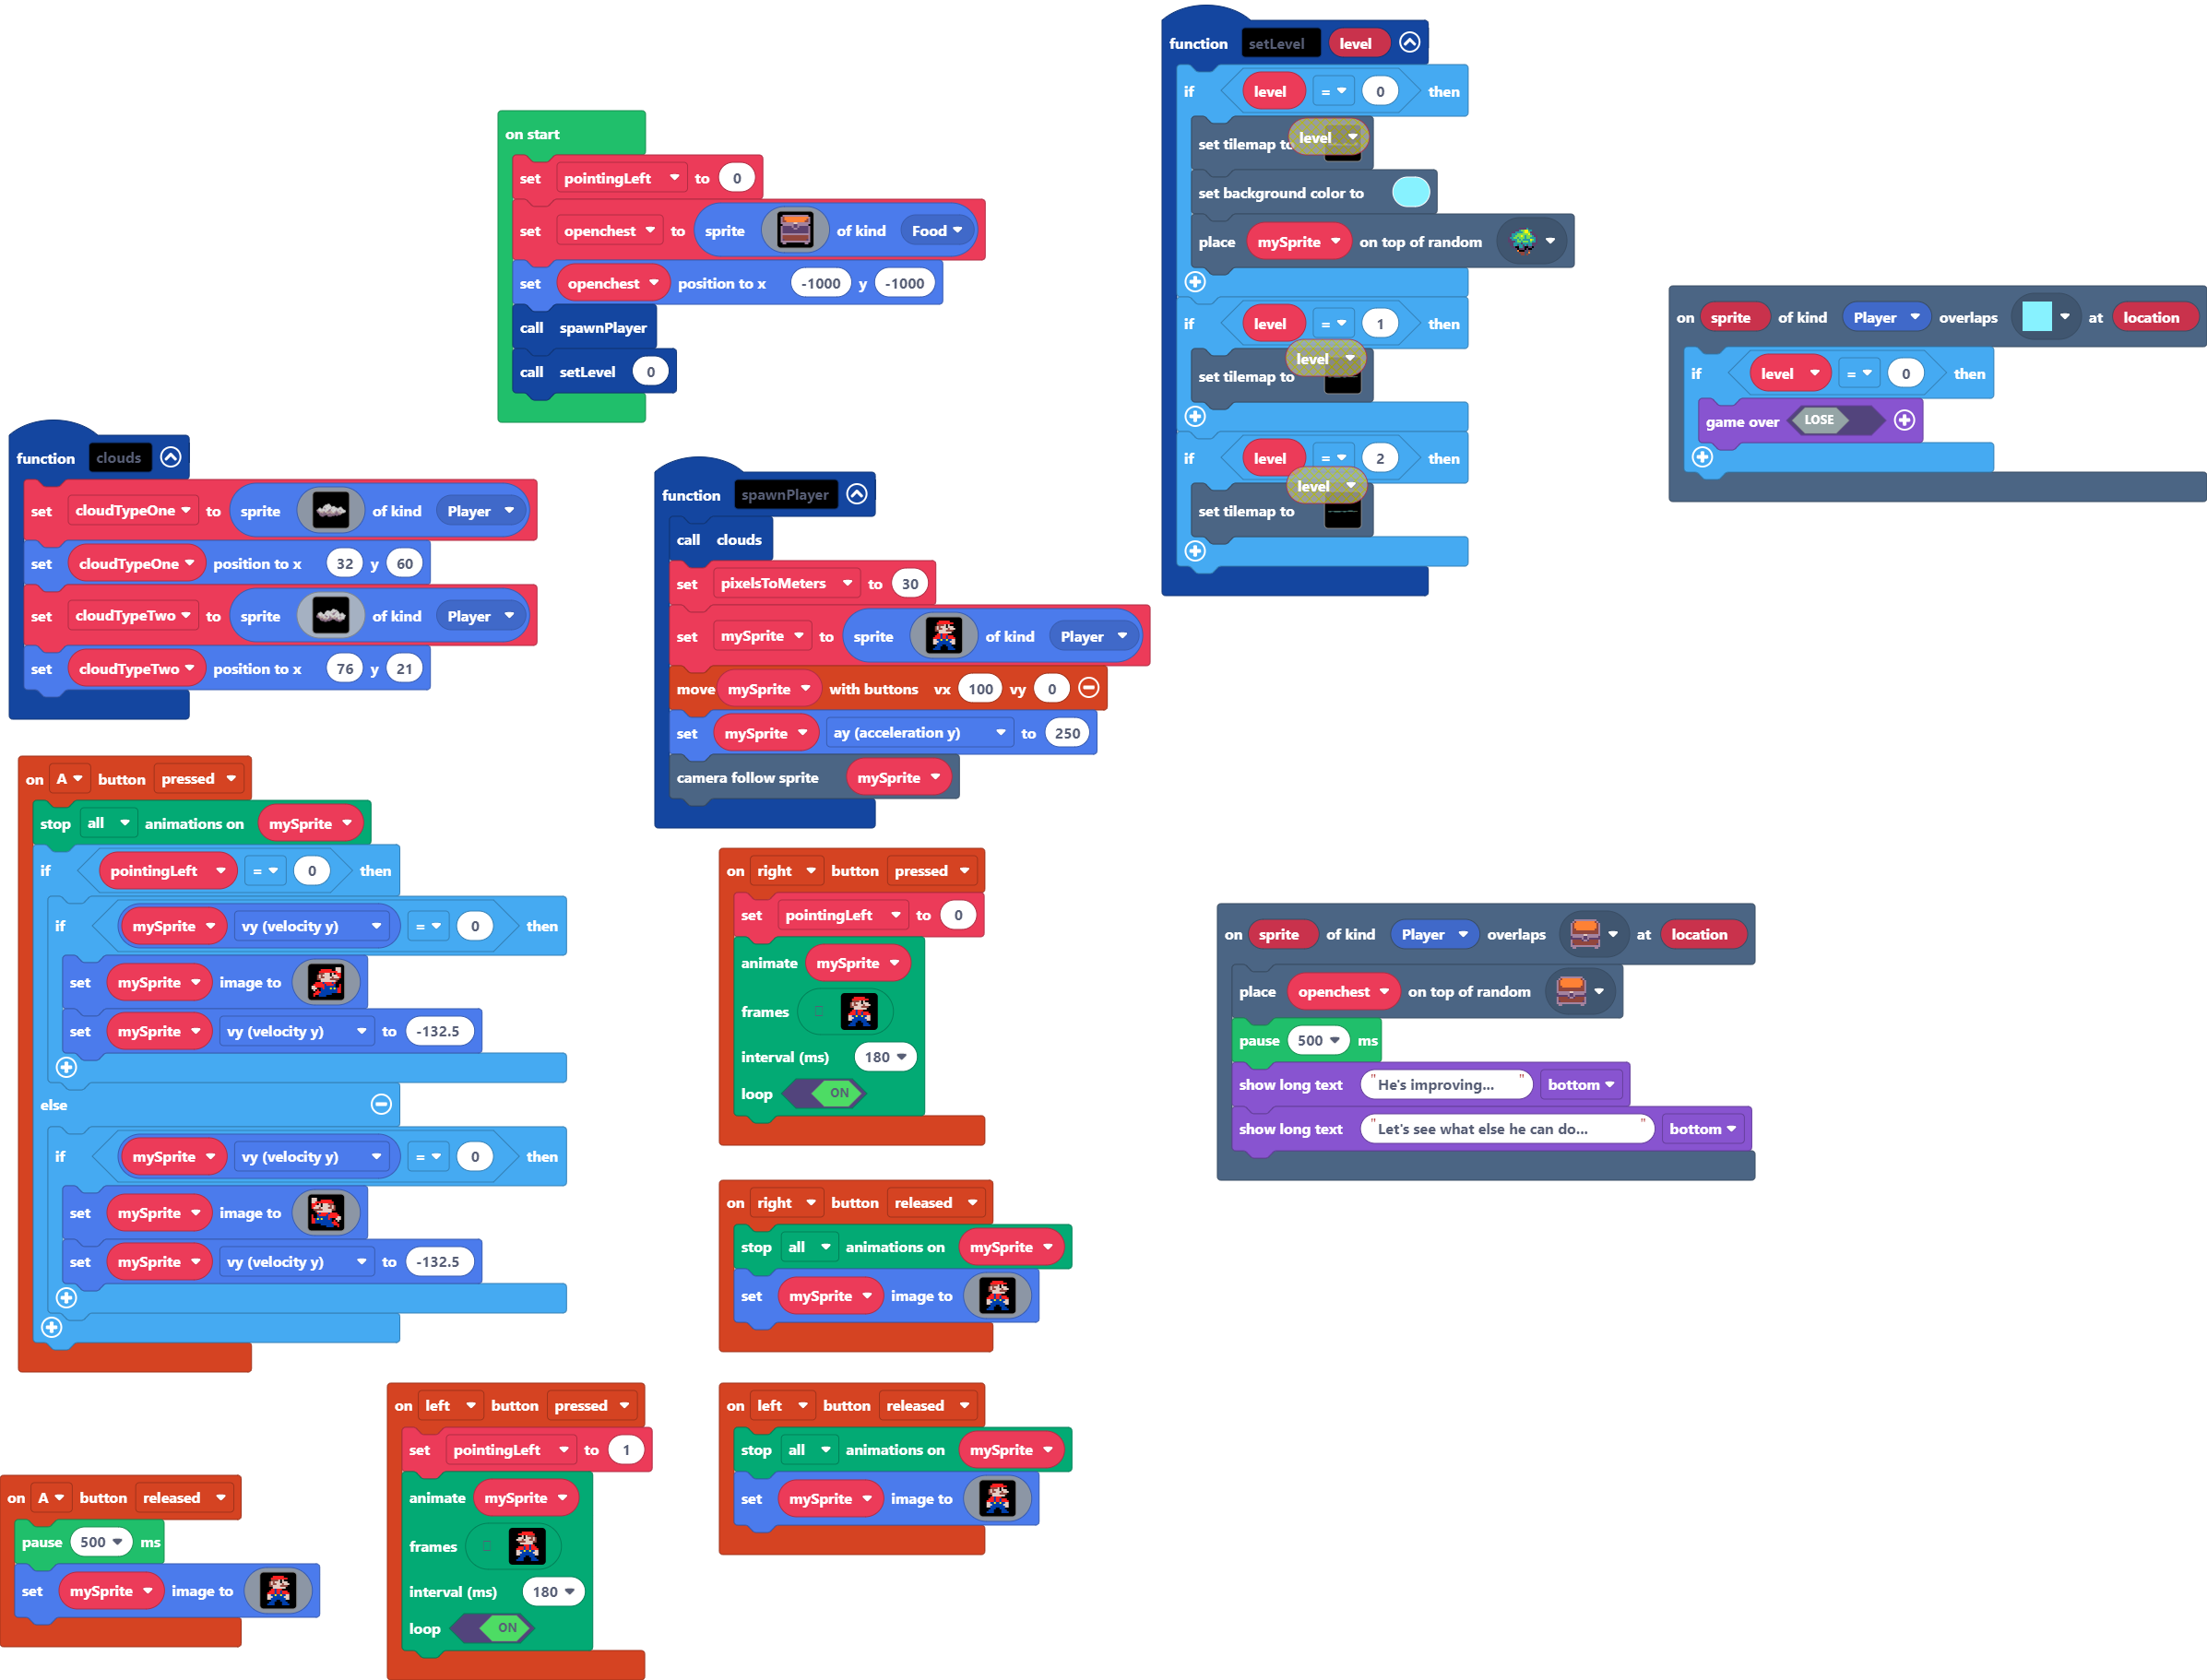 on start
set pointingLeft to 0
set openchest to sprite of kind Food
set openchest position to x -1000 y -1000
call spawnPlayer
call setLevel 0
function setLevel level
if level = 0 then
set tilemap to level
set background color to
place mySprite on top of random
if level = 1 then
set tilemap to level
if level = 2 then
set tilemap to level
on sprite of kind Player overlaps at location
if level = 0 then
game over LOSE
function clouds
set cloudTypeOne to sprite of kind Player
set cloudTypeOne position to x 32 y 60
set cloudTypeTwo to sprite of kind Player
set cloudTypeTwo position to x 76 y 21
function spawnPlayer
call clouds
set pixelsToMeters to 30
set mySprite to sprite of kind Player
move mySprite with buttons vx 100 vy 0
set mySprite ay (acceleration y) to 250
camera follow sprite mySprite
on A button pressed
stop all animations on mySprite
if pointingLeft = 0 then
if mySprite vy (velocity y) = 0 then
set mySprite image to
set mySprite vy (velocity y) to -132.5
else
if mySprite vy (velocity y) = 0 then
set mySprite image to
set mySprite vy (velocity y) to -132.5
on right button pressed
set pointingLeft to 0
animate mySprite
frames
interval (ms) 180
loop ON
on sprite of kind Player overlaps at location
place openchest on top of random
pause 500 ms
show long text "He's improving..." bottom
show long text "Let's see what else he can do..." bottom
on right button released
stop all animations on mySprite
set mySprite image to
on left button pressed
set pointingLeft to 1
animate mySprite
frames
interval (ms) 180
loop ON
on left button released
stop all animations on mySprite
set mySprite image to
on A button released
pause 500 ms
set mySprite image to